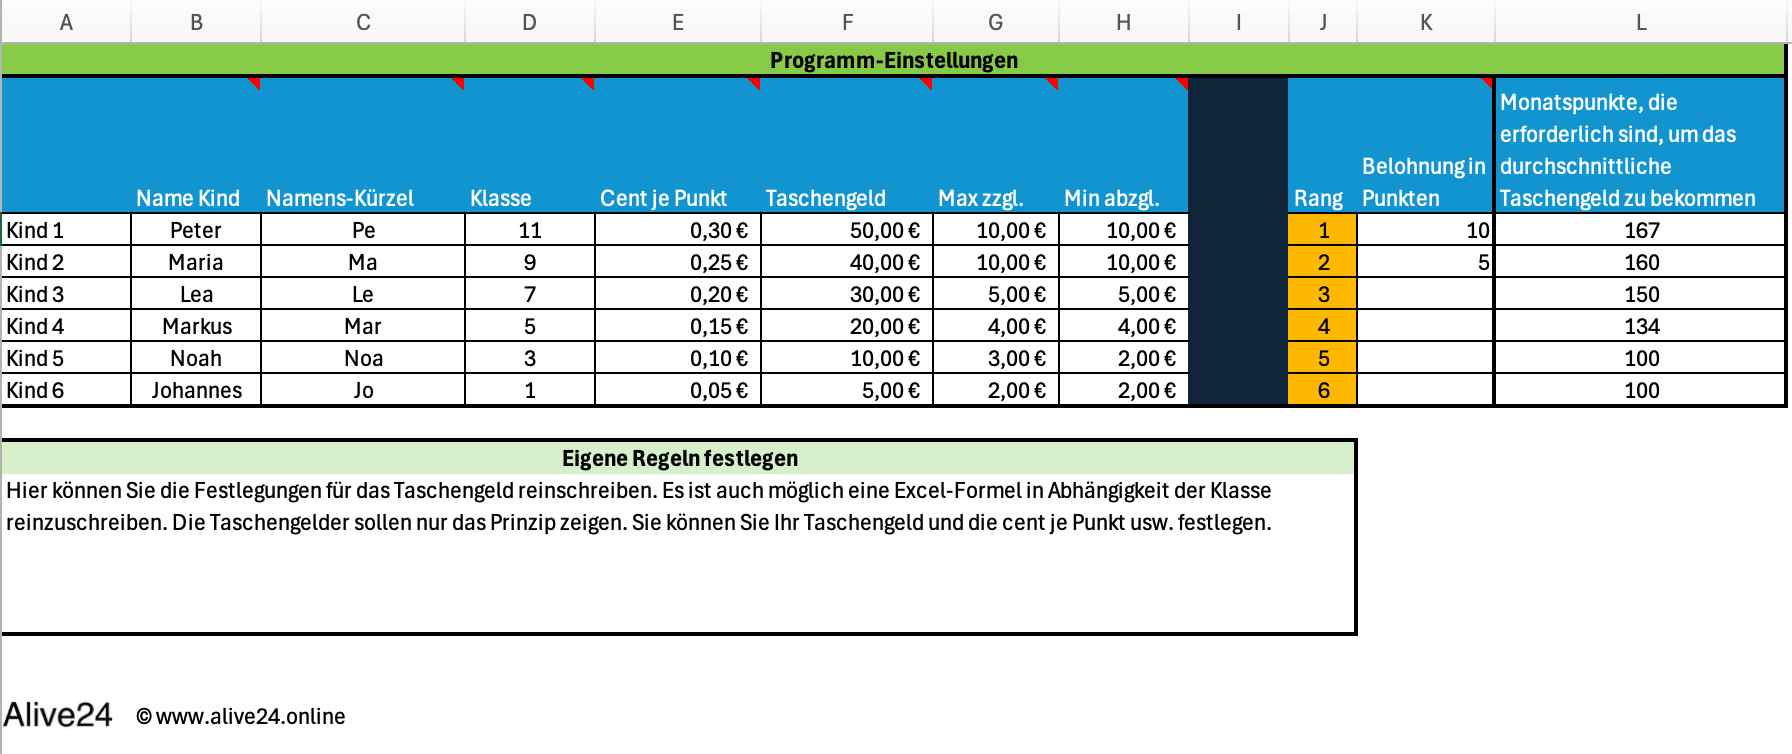 A B C D E F G H I J K L
Programm-Einstellungen
Name Kind Namens-Kürzel Klasse Cent je Punkt Taschengeld Max zzgl. Min abzgl. Rang Belohnung in Punkten Monatspunkte, die erforderlich sind, um das durchschnittliche Taschengeld zu bekommen
Kind 1 Peter Pe 11 0,30 € 50,00 € 10,00 € 10,00 € 1 10 167
Kind 2 Maria Ma 9 0,25 € 40,00 € 10,00 € 10,00 € 2 5 160
Kind 3 Lea Le 7 0,20 € 30,00 € 5,00 € 5,00 € 3 150
Kind 4 Markus Mar 5 0,15 € 20,00 € 4,00 € 4,00 € 4 134
Kind 5 Noah Noa 3 0,10 € 10,00 € 3,00 € 2,00 € 5 100
Kind 6 Johannes Jo 1 0,05 € 5,00 € 2,00 € 2,00 € 6 100
Eigene Regeln festlegen
Hier können Sie die Festlegungen für das Taschengeld reinschreiben. Es ist auch möglich eine Excel-Formel in Abhängigkeit der Klasse
reinzuschreiben. Die Taschengelder sollen nur das Prinzip zeigen. Sie können Sie Ihr Taschengeld und die cent je Punkt usw. festlegen.
Alive24 © www.alive24.online